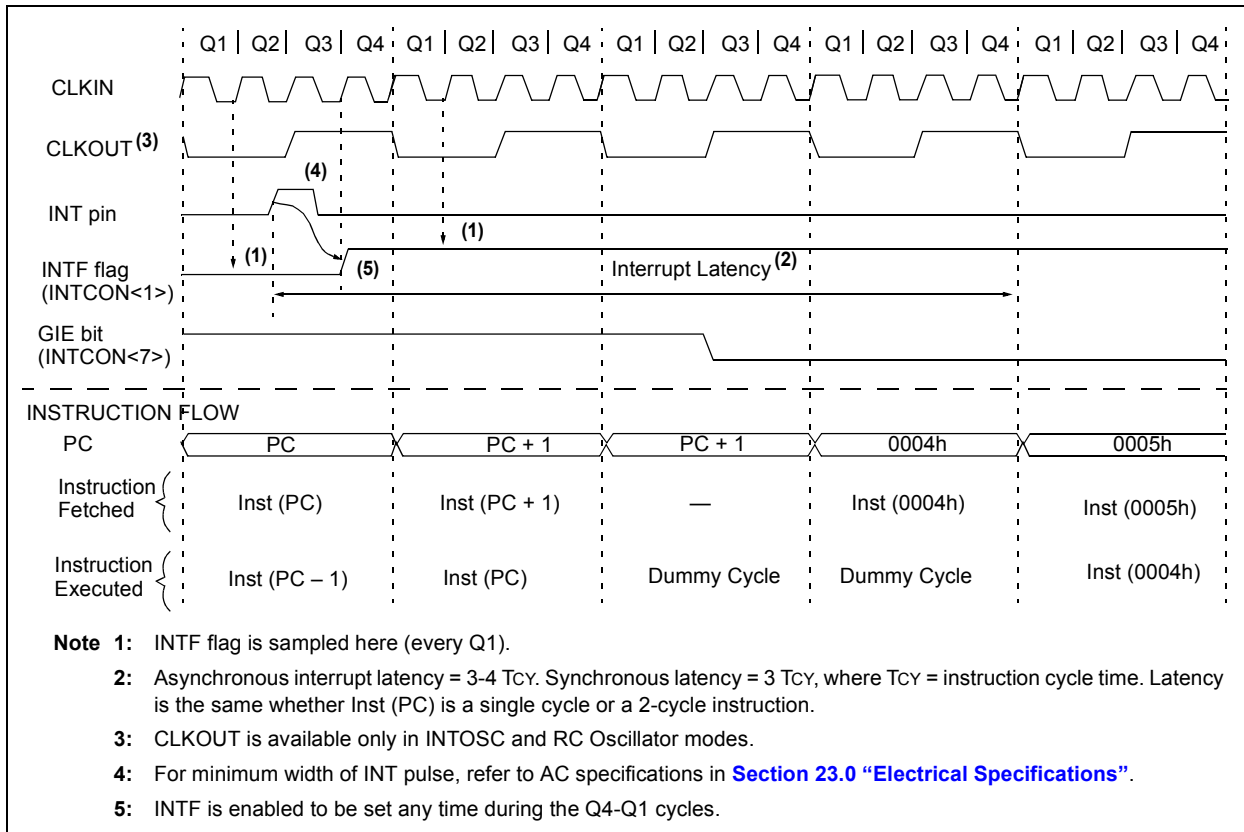 Q1 Q2 Q3 Q4 Q1 Q2 Q3 Q4 Q1 Q2 Q3 Q4 Q1 Q2 Q3 Q4 Q1 Q2 Q3 Q4
CLKIN
CLKOUT (3)
(4)
INT pin
(1)
(1)
INTF flag
(INTCON<1>)
(5)
Interrupt Latency (2)
GIE bit
(INTCON<7>)
INSTRUCTION FLOW
PC PC PC + 1 PC + 1 0004h 0005h
Instruction
Fetched
Inst (PC) Inst (PC + 1) — Inst (0004h) Inst (0005h)
Instruction
Executed
Inst (PC – 1) Inst (PC) Dummy Cycle Dummy Cycle Inst (0004h)
Note 1: INTF flag is sampled here (every Q1).
2: Asynchronous interrupt latency = 3-4 TCY. Synchronous latency = 3 TCY, where TCY = instruction cycle time. Latency
is the same whether Inst (PC) is a single cycle or a 2-cycle instruction.
3: CLKOUT is available only in INTOSC and RC Oscillator modes.
4: For minimum width of INT pulse, refer to AC specifications in Section 23.0 “Electrical Specifications”.
5: INTF is enabled to be set any time during the Q4-Q1 cycles.